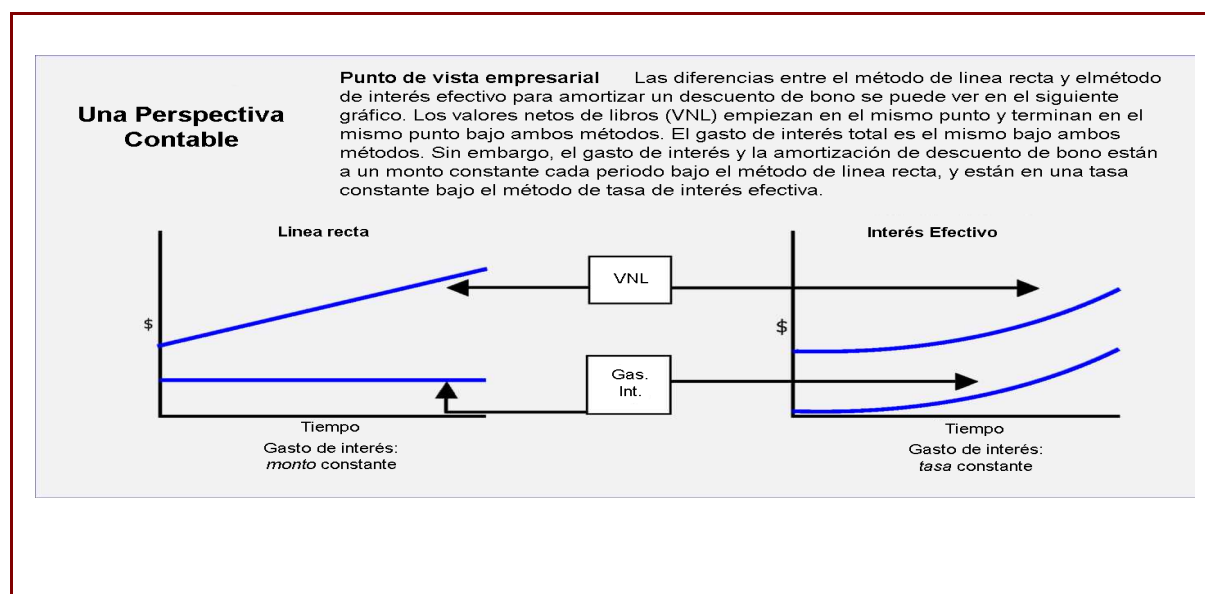 Una Perspectiva
Contable
Punto de vista empresarial Las diferencias entre el método de linea recta y elmétodo
de interés efectivo para amortizar un descuento de bono se puede ver en el siguiente
gráfico. Los valores netos de libros (VNL) empiezan en el mismo punto y terminan en el
mismo punto bajo ambos métodos. El gasto de interés total es el mismo bajo ambos
métodos. Sin embargo, el gasto de interés y la amortización de descuento de bono están
a un monto constante cada periodo bajo el método de linea recta, y están en una tasa
constante bajo el método de tasa de interés efectiva.
Linea recta
$
Tiempo
Gasto de interés:
monto constante
VNL
Gas.
Int.
Interés Efectivo
$
Tiempo
Gasto de interés:
tasa constante